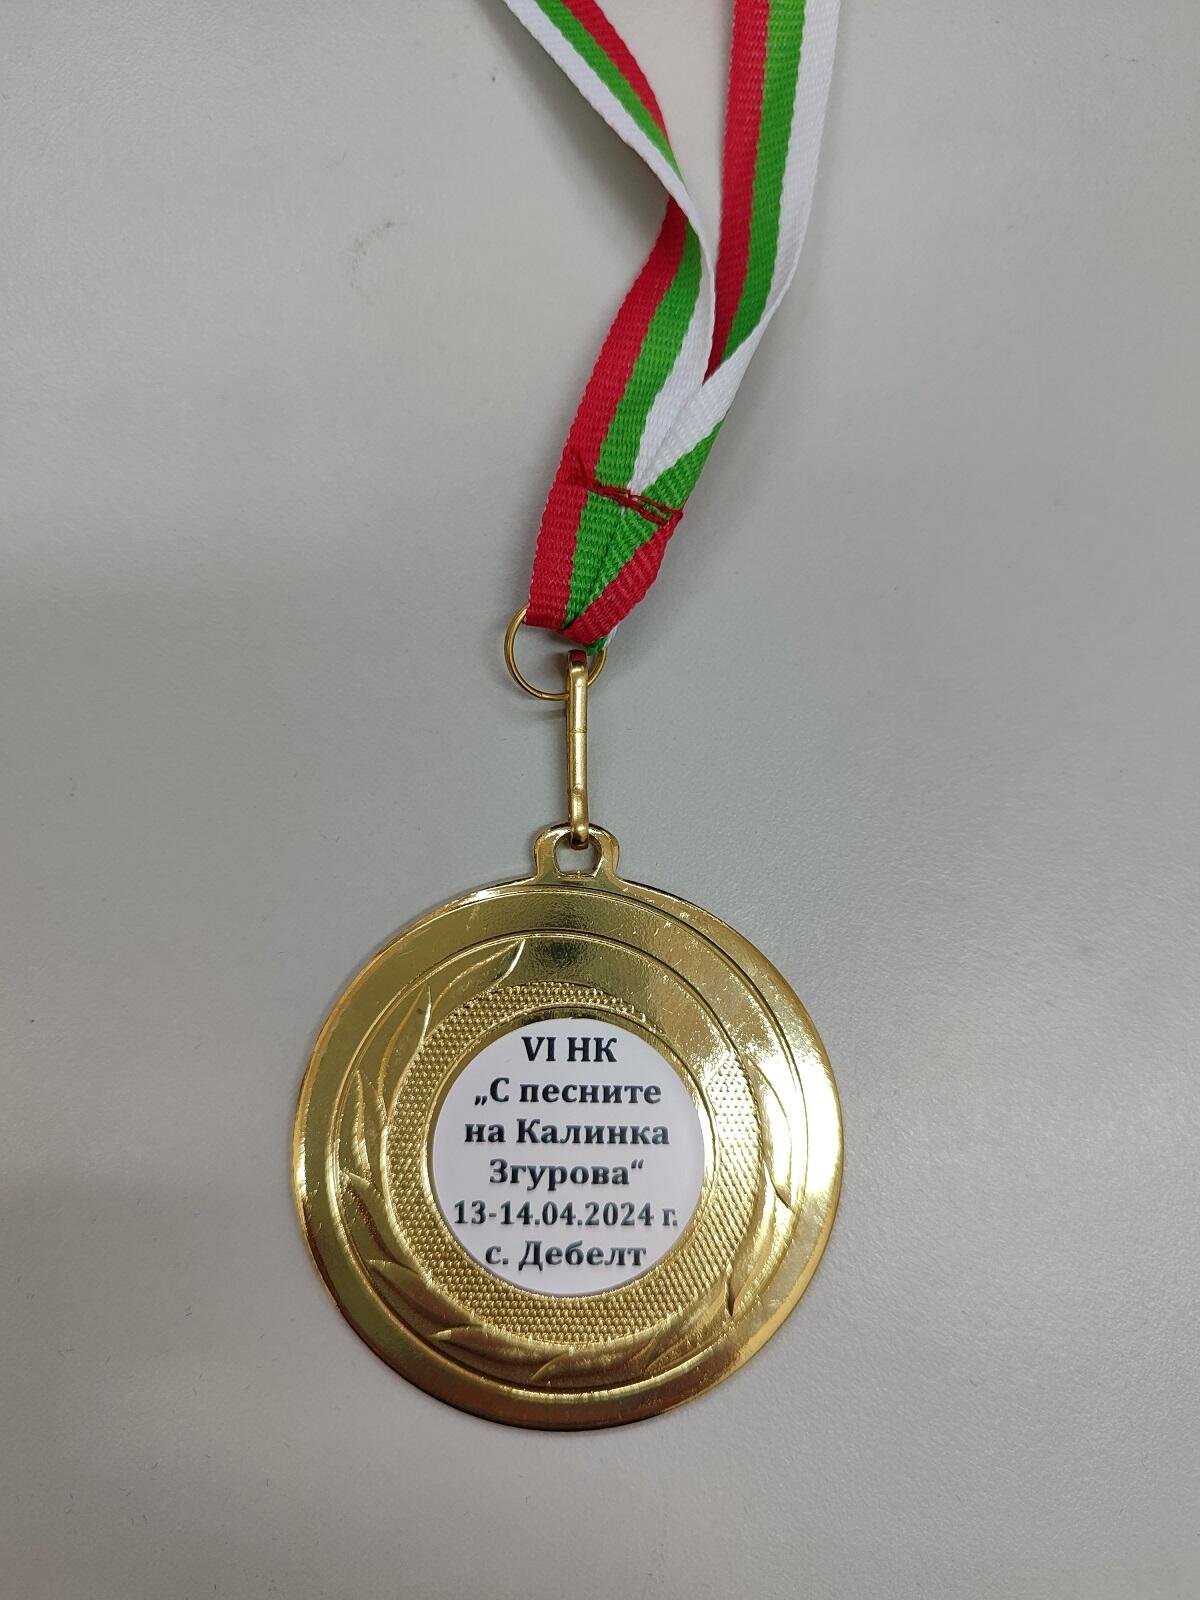 VI НК
„С песните
на Калинка
Згурова“
13-14.04.2024 г.
с. Дебелт